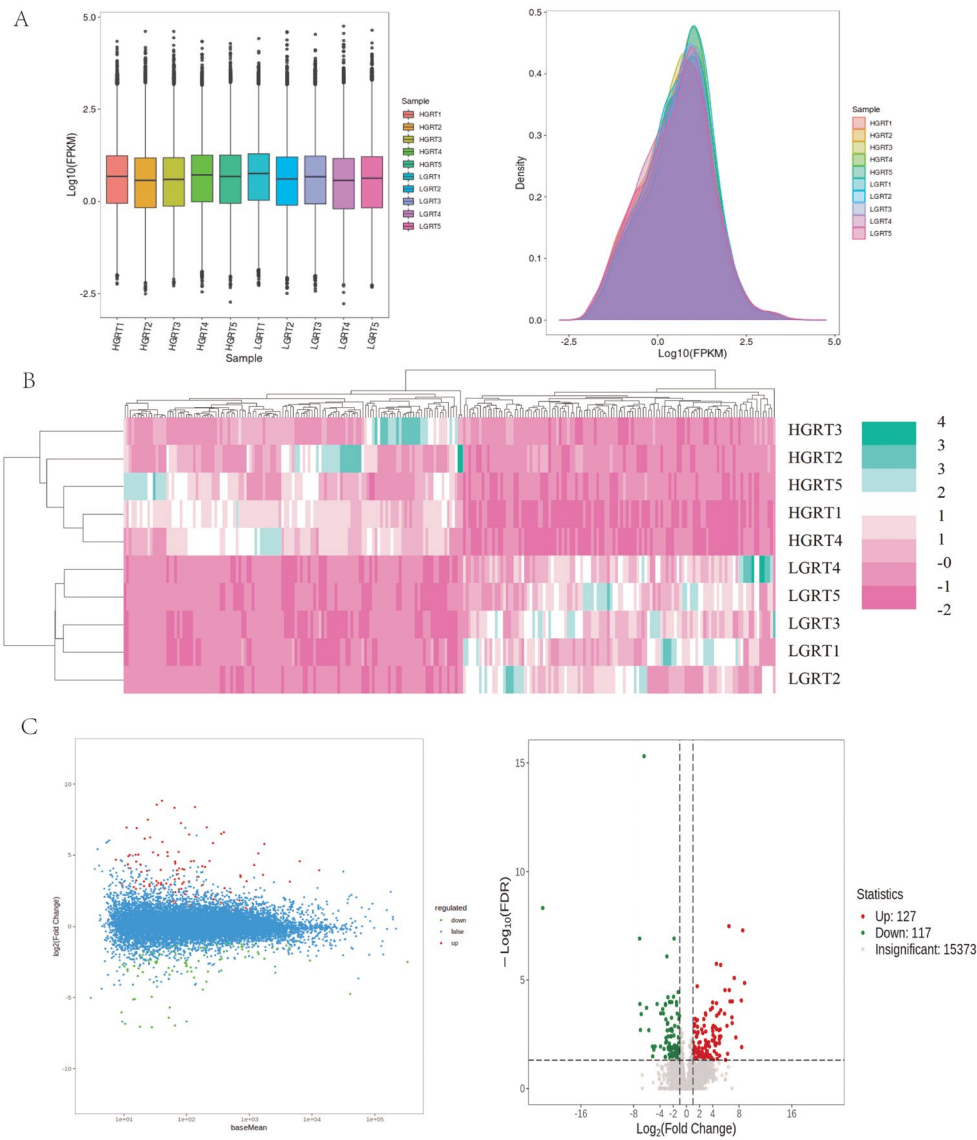 A
5.0
2.5
0.0
-2.5
Log10(FPKM)
HGRT1
HGRT2
HGRT3
HGRT4
HGRT5
LGRT1
LGRT2
LGRT3
LGRT4
LGRT5
Sample
Sample
HGRT1
HGRT2
HGRT3
HGRT4
HGRT5
LGRT1
LGRT2
LGRT3
LGRT4
LGRT5
0.5
0.4
0.3
0.2
0.1
0.0
Density
-2.5
0.0
2.5
5.0
Log10(FPKM)
Sample
HGRT1
HGRT2
HGRT3
HGRT4
HGRT5
LGRT1
LGRT2
LGRT3
LGRT4
LGRT5
B
HGRT3
HGRT2
HGRT5
HGRT1
HGRT4
LGRT4
LGRT5
LGRT3
LGRT1
LGRT2
4
3
3
2
1
1
-0
-1
-2
C
10
5
0
-5
-10
log2(Fold Change)
1e+01
1e+02
1e+03
1e+04
1e+05
baseMean
regulated
down
false
up
15
10
5
0
− Log10(FDR)
-16
-8
-4
-2
0
2
4
8
16
Log2(Fold Change)
Statistics
Up: 127
Down: 117
Insignificant: 15373